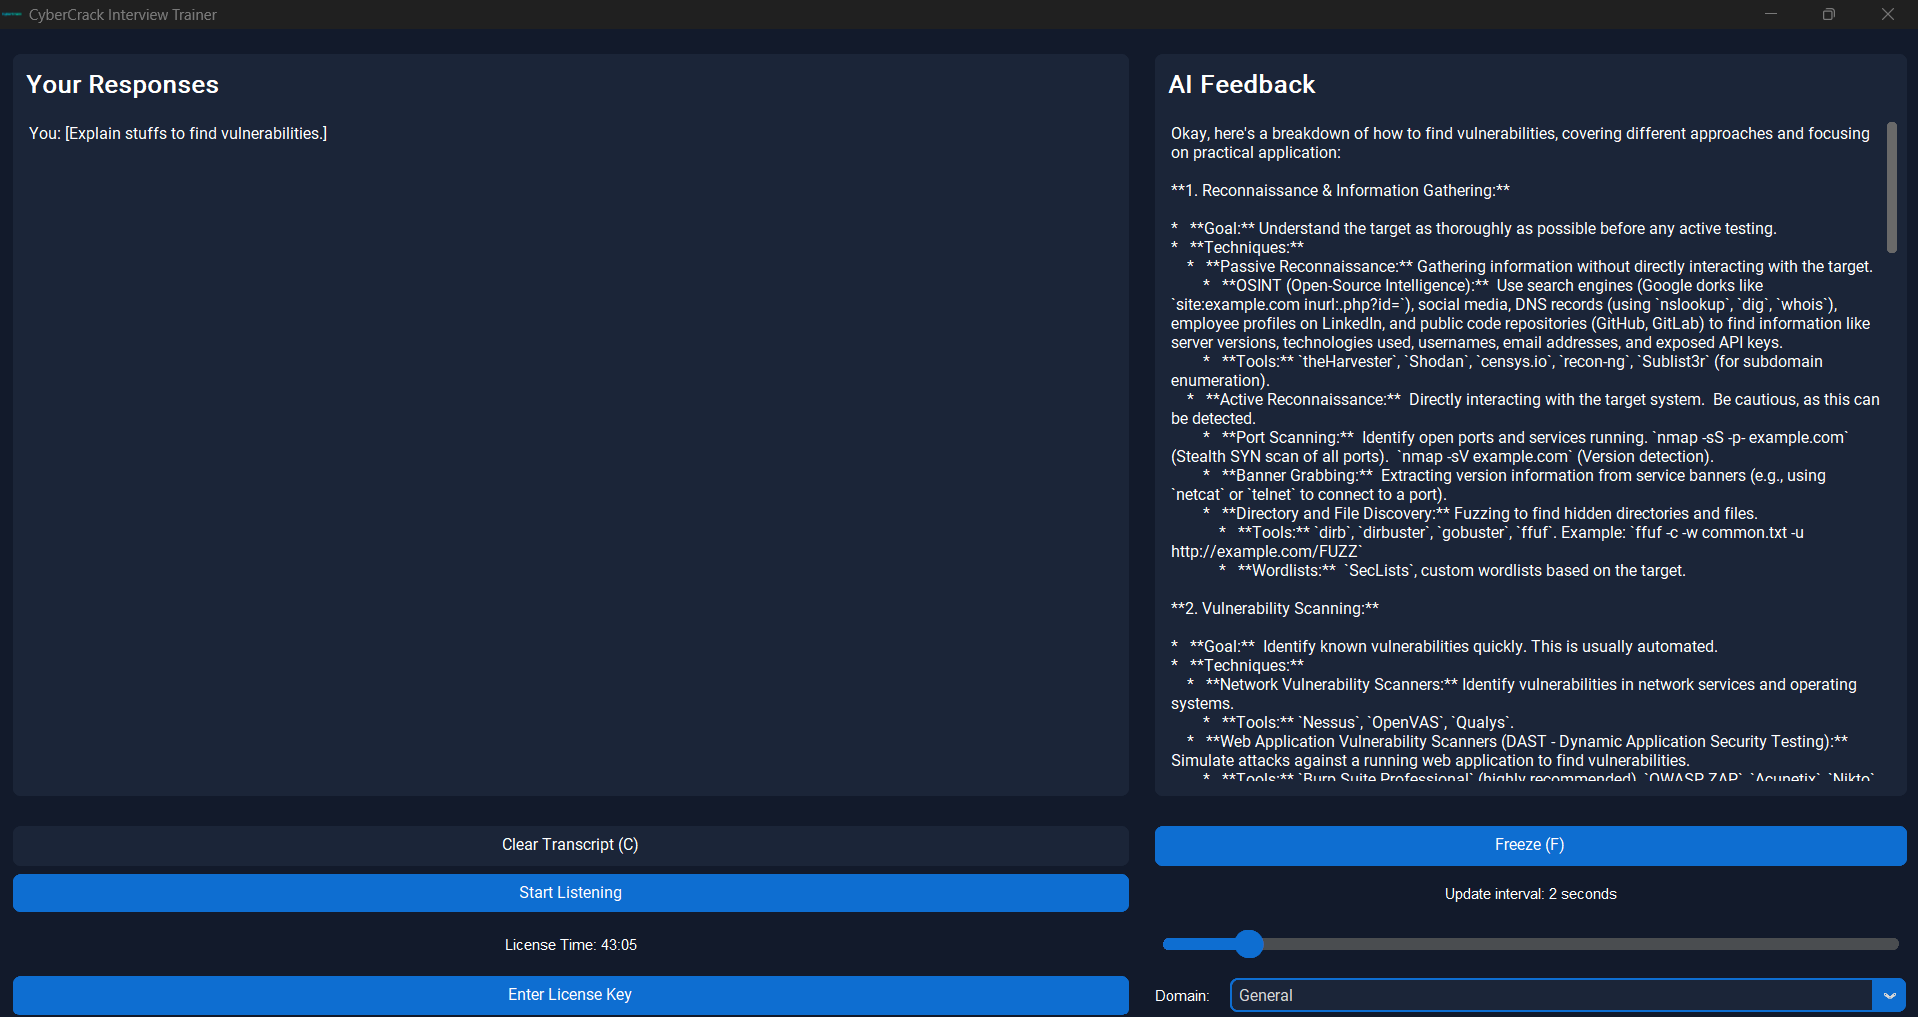 CyberCrack Interview Trainer
Your Responses
You: [Explain stuffs to find vulnerabilities.]
AI Feedback
Okay, here's a breakdown of how to find vulnerabilities, covering different approaches and focusing
on practical application:
**1. Reconnaissance & Information Gathering:**
*   **Goal:** Understand the target as thoroughly as possible before any active testing.
*   **Techniques:**
*   **Passive Reconnaissance:** Gathering information without directly interacting with the target.
*   **OSINT (Open-Source Intelligence):**  Use search engines (Google dorks like
`site:example.com inurl:.php?id=`), social media, DNS records (using `nslookup`, `dig`, `whois`),
employee profiles on LinkedIn, and public code repositories (GitHub, GitLab) to find information like
server versions, technologies used, usernames, email addresses, and exposed API keys.
*   **Tools:** `theHarvester`, `Shodan`, `censys.io`, `recon-ng`, `Sublist3r` (for subdomain
enumeration).
*   **Active Reconnaissance:**  Directly interacting with the target system.  Be cautious, as this can
be detected.
*   **Port Scanning:**  Identify open ports and services running. `nmap -sS -p- example.com`
(Stealth SYN scan of all ports).  `nmap -sV example.com` (Version detection).
*   **Banner Grabbing:**  Extracting version information from service banners (e.g., using
`netcat` or `telnet` to connect to a port).
*   **Directory and File Discovery:** Fuzzing to find hidden directories and files.
*   **Tools:** `dirb`, `dirbuster`, `gobuster`, `ffuf`. Example: `ffuf -c -w common.txt -u
http://example.com/FUZZ`
*   **Wordlists:**  `SecLists`, custom wordlists based on the target.
**2. Vulnerability Scanning:**
*   **Goal:**  Identify known vulnerabilities quickly. This is usually automated.
*   **Techniques:**
*   **Network Vulnerability Scanners:** Identify vulnerabilities in network services and operating
systems.
*   **Tools:** `Nessus`, `OpenVAS`, `Qualys`.
*   **Web Application Vulnerability Scanners (DAST - Dynamic Application Security Testing):**
Simulate attacks against a running web application to find vulnerabilities.
*   **Tools:** `Burp Suite Professional` (highly recommended), `OWASP ZAP`, `Acunetix`, `Nikto`
Clear Transcript (C)
Start Listening
License Time: 43:05
Enter License Key
Freeze (F)
Update interval: 2 seconds
Domain: General